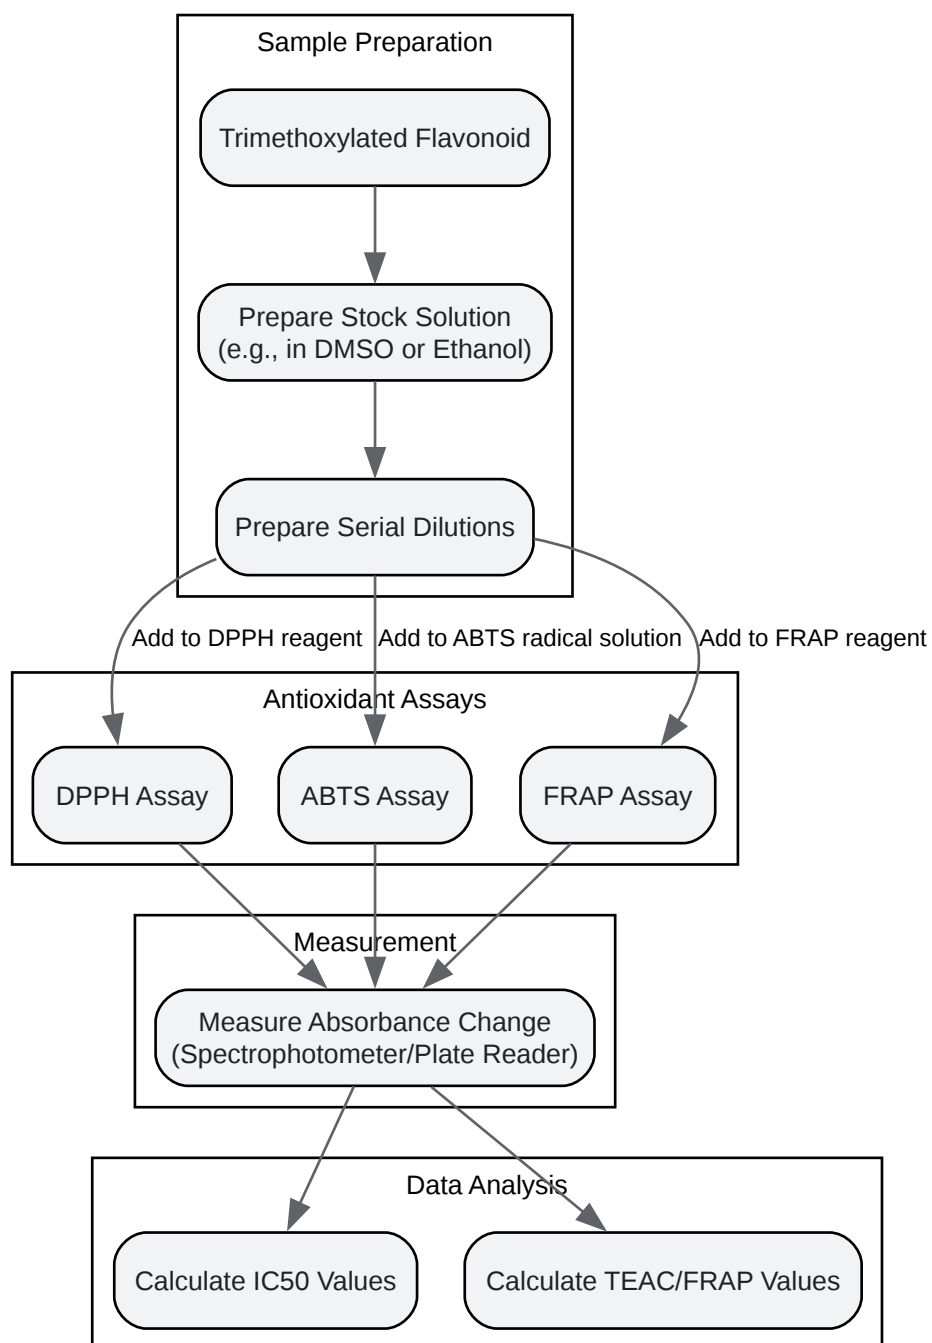 Sample Preparation
Trimethoxylated Flavonoid
Prepare Stock Solution
(e.g., in DMSO or Ethanol)
Prepare Serial Dilutions
Add to DPPH reagent
Add to ABTS radical solution
Add to FRAP reagent
Antioxidant Assays
DPPH Assay
ABTS Assay
FRAP Assay
Measurement
Measure Absorbance Change
(Spectrophotometer/Plate Reader)
Data Analysis
Calculate IC50 Values
Calculate TEAC/FRAP Values